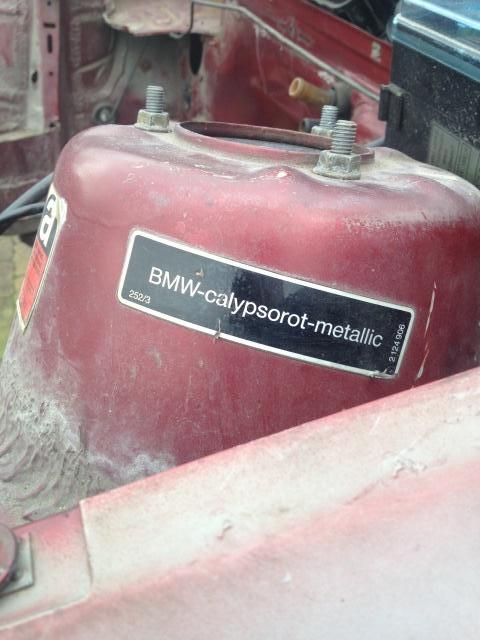 a
BMW-calypsorot-metallic
252/3
2 124 906